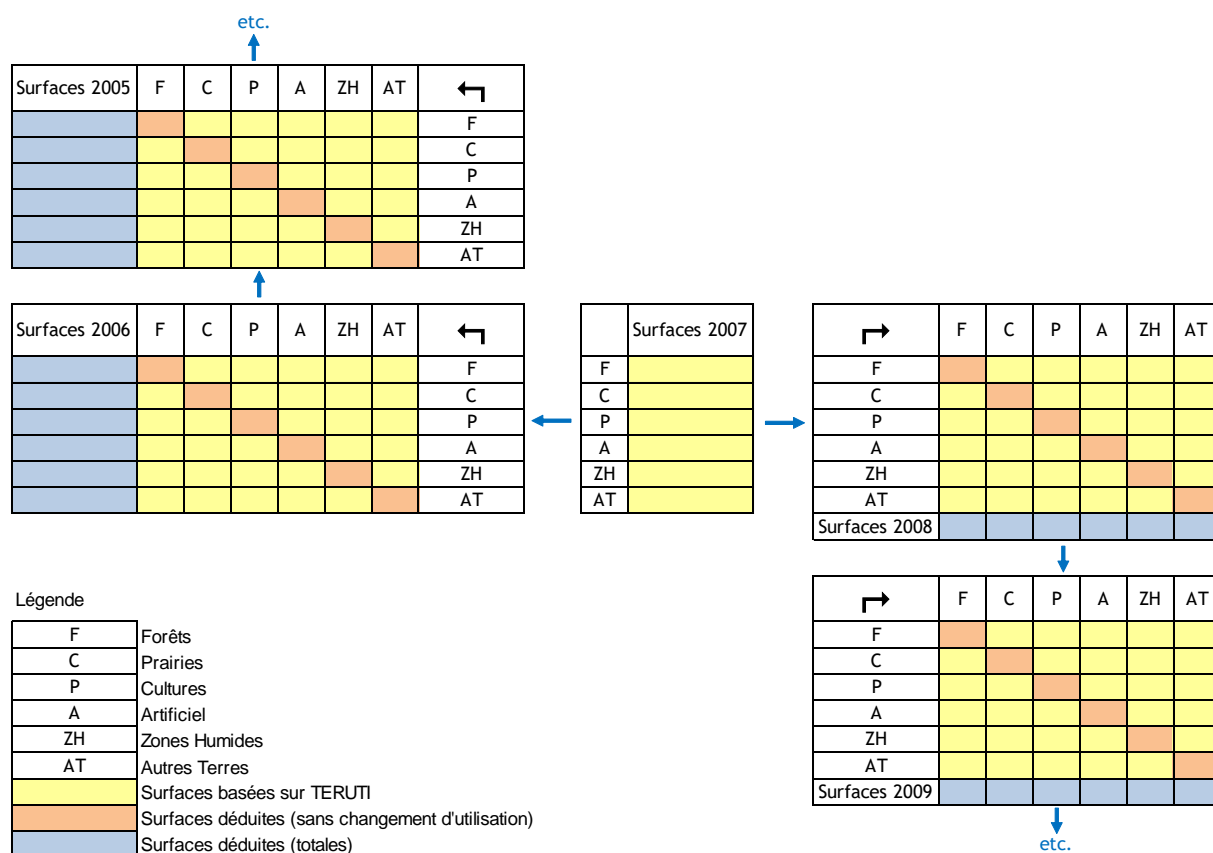 etc.
Surfaces 2005 F C P A ZH AT
F
C
P
A
ZH
AT
Surfaces 2006 F C P A ZH AT
F
C
P
A
ZH
AT
Surfaces 2007
F
C
P
A
ZH
AT
F C P A ZH AT
F
C
P
A
ZH
AT
Surfaces 2008
F C P A ZH AT
F
C
P
A
ZH
AT
Surfaces 2009
etc.
Légende
F Forêts
C Prairies
P Cultures
A Artificiel
ZH Zones Humides
AT Autres Terres
Surfaces basées sur TERUTI
Surfaces déduites (sans changement d'utilisation)
Surfaces déduites (totales)